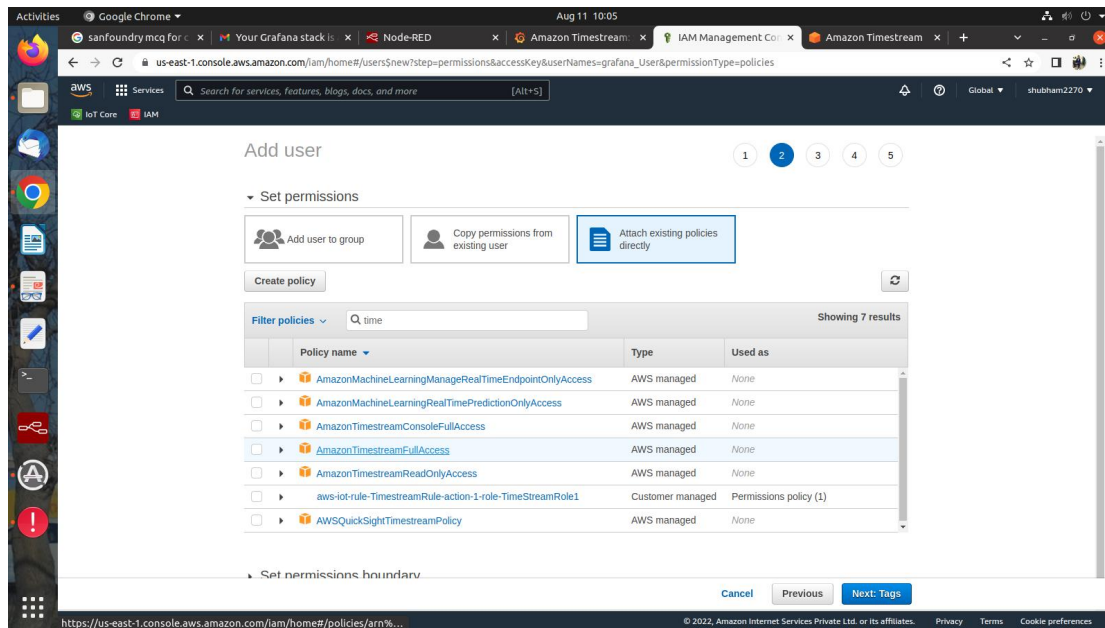 Activities Google Chrome Aug 11 10:05
sanfoundry mcq for c Your Grafana stack is Node-RED Amazon Timestream: IAM Management Con Amazon Timestream
us-east-1.console.aws.amazon.com/iam/home#/users$new?step=permissions&accessKey&userNames=grafana_User&permissionType=policies
aws Services Search for services, features, blogs, docs, and more [Alt+S] Global shubham2270
IoT Core IAM
Add user 1 2 3 4 5
Set permissions
Add user to group
Copy permissions from
existing user
Attach existing policies
directly
Create policy
Filter policies time Showing 7 results
Policy name Type Used as
AmazonMachineLearningManageRealTimeEndpointOnlyAccess AWS managed None
AmazonMachineLearningRealTimePredictionOnlyAccess AWS managed None
AmazonTimestreamConsoleFullAccess AWS managed None
AmazonTimestreamFullAccess AWS managed None
AmazonTimestreamReadOnlyAccess AWS managed None
aws-iot-rule-TimestreamRule-action-1-role-TimeStreamRole1 Customer managed Permissions policy (1)
AWSQuickSightTimestreamPolicy AWS managed None
Set permissions boundary
Cancel Previous Next: Tags
https://us-east-1.console.aws.amazon.com/iam/home#/policies/arn%... © 2022, Amazon Internet Services Private Ltd. or its affiliates. Privacy Terms Cookie preferences